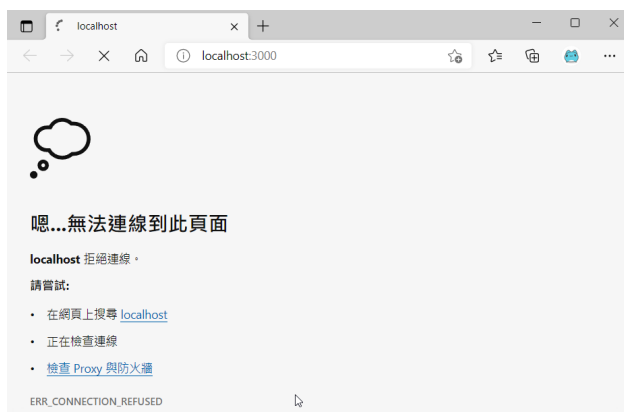 localhost
localhost:3000
嗯...無法連線到此頁面
localhost 拒絕連線。
請嘗試:
• 在網頁上搜尋 localhost
• 正在檢查連線
• 檢查 Proxy 與防火牆
ERR_CONNECTION_REFUSED